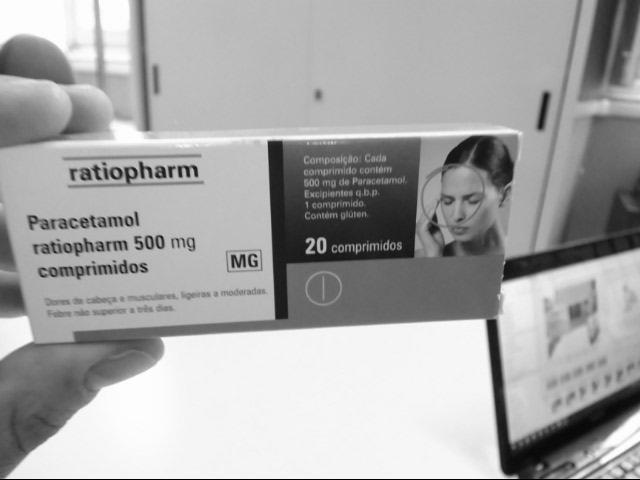 ratiopharm
Paracetamol
ratiopharm 500 mg
comprimidos
MG
Dores de cabeça e musculares, ligeiras a moderadas.
Febre não superior a três dias.
Composição: Cada
comprimido contém
500 mg de Paracetamol.
Excipientes q.b.p.
1 comprimido.
Contém glúten.
20 comprimidos